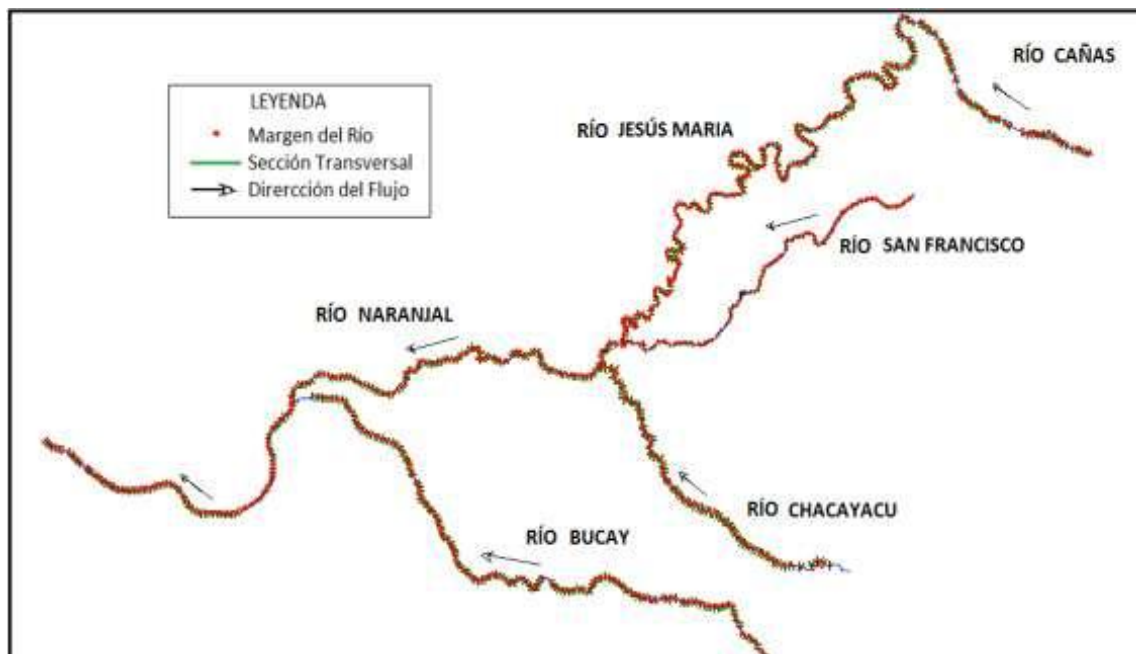 RÍO CAÑAS
LEYENDA
Margen del Río
Sección Transversal
Dirercción del Flujo
RÍO JESÚS MARIA
RÍO SAN FRANCISCO
RÍO NARANJAL
RÍO CHACAYACU
RÍO BUCAY